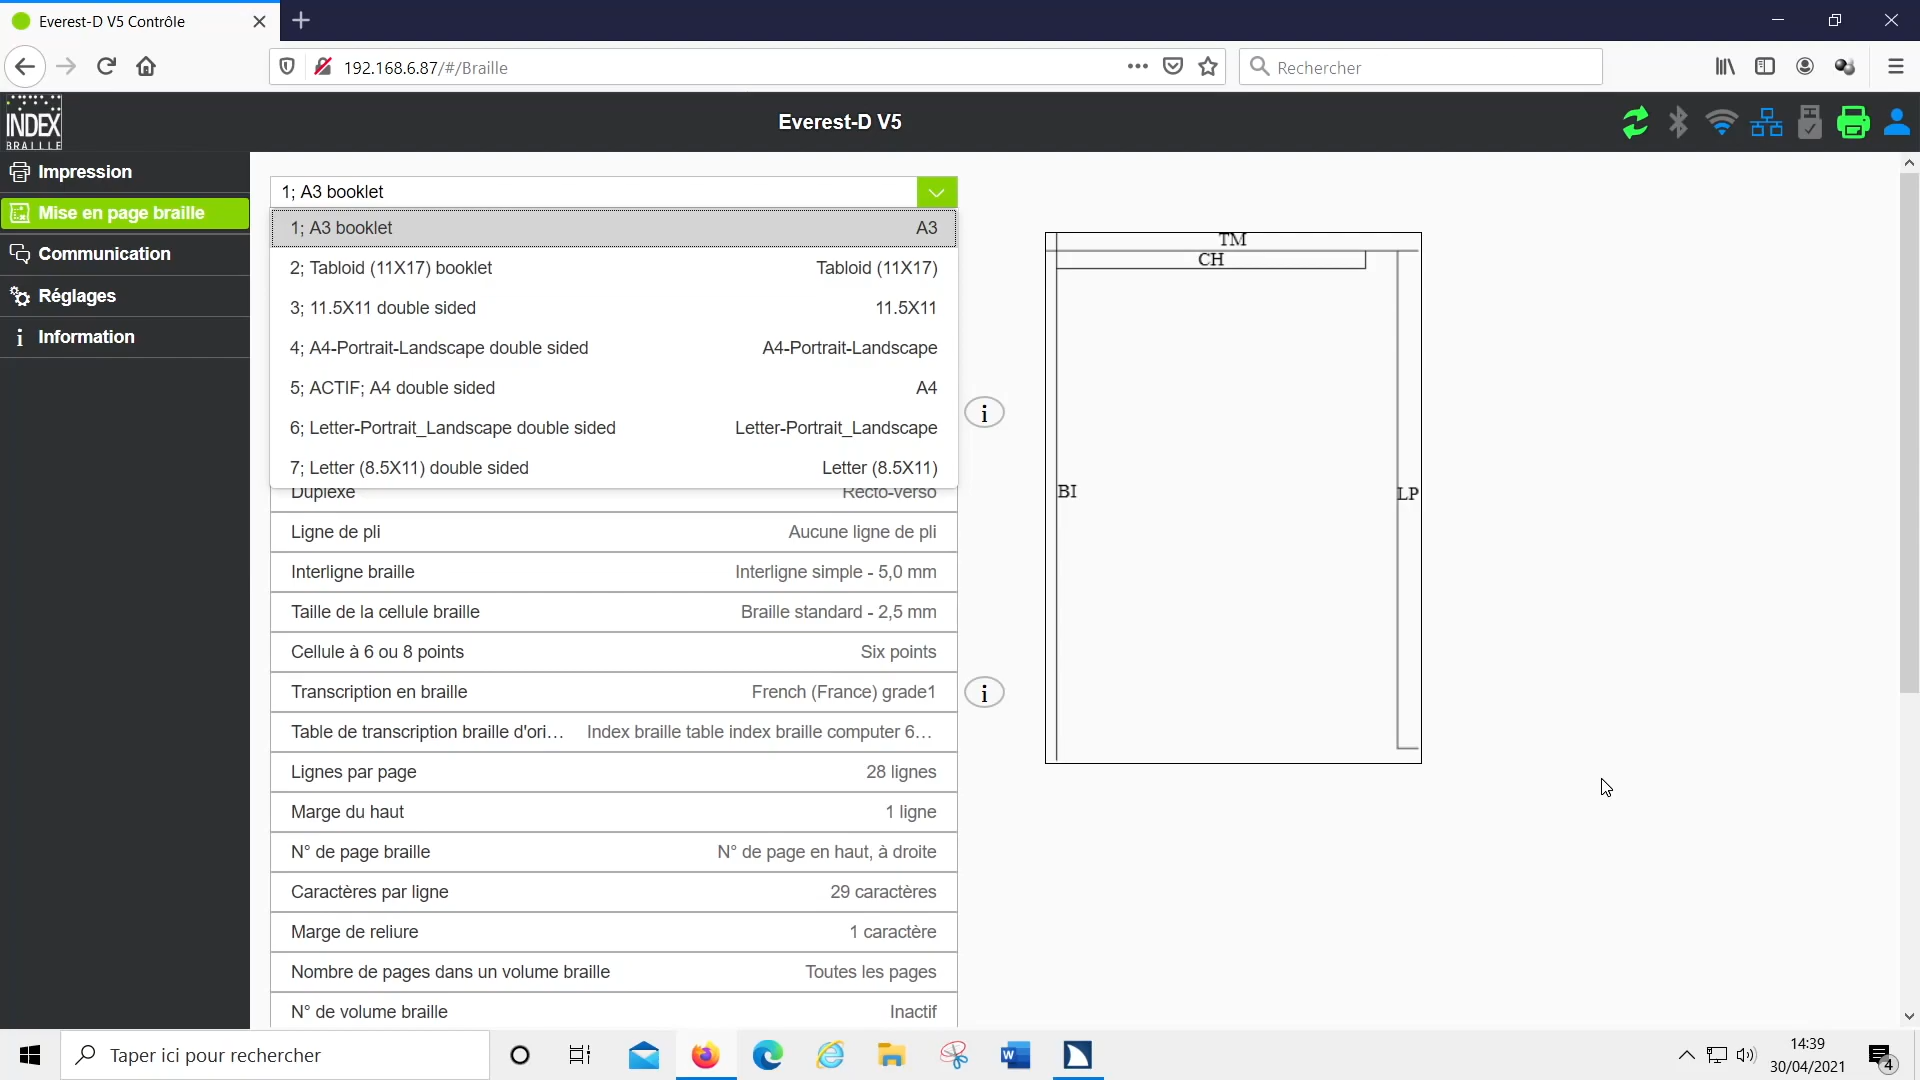 Everest-D V5 Contrôle
192.168.6.87/#/Braille
Rechercher
INDEX
BRAILLE
Everest-D V5
Impression
Mise en page braille
Communication
Réglages
Information
1; A3 booklet
1; A3 booklet A3
2; Tabloid (11X17) booklet Tabloid (11X17)
3; 11.5X11 double sided 11.5X11
4; A4-Portrait-Landscape double sided A4-Portrait-Landscape
5; ACTIF; A4 double sided A4
6; Letter-Portrait_Landscape double sided Letter-Portrait_Landscape
7; Letter (8.5X11) double sided Letter (8.5X11)
Duplexe Recto-verso
Ligne de pli Aucune ligne de pli
Interligne braille Interligne simple - 5,0 mm
Taille de la cellule braille Braille standard - 2,5 mm
Cellule à 6 ou 8 points Six points
Transcription en braille French (France) grade1
Table de transcription braille d'ori… Index braille table index braille computer 6…
Lignes par page 28 lignes
Marge du haut 1 ligne
N° de page braille N° de page en haut, à droite
Caractères par ligne 29 caractères
Marge de reliure 1 caractère
Nombre de pages dans un volume braille Toutes les pages
N° de volume braille Inactif
i
i
TM
CH
BI
LP
Taper ici pour rechercher
14:39
30/04/2021
4